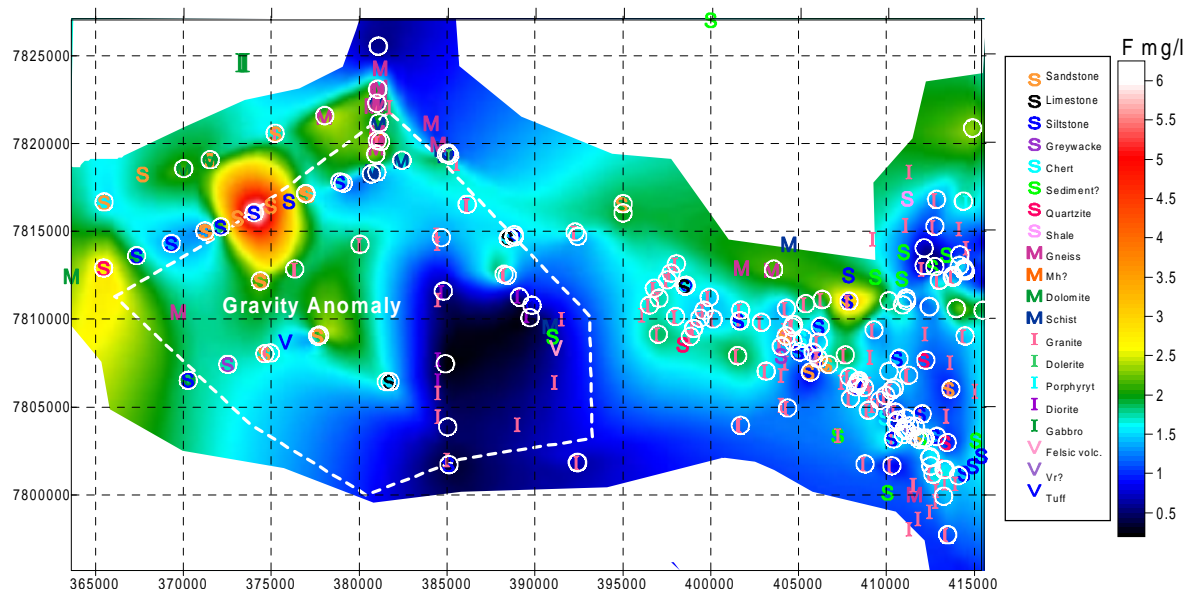 F mg/l
7825000
7820000
7815000
7810000
7805000
7800000
365000 370000 375000 380000 385000 390000 395000 400000 405000 410000 415000
Gravity Anomaly
S Sandstone
S Limestone
S Siltstone
S Greywacke
S Chert
S Sediment?
S Quartzite
S Shale
M Gneiss
M Mh?
M Dolomite
M Schist
I Granite
I Dolerite
I Porphyryt
I Diorite
I Gabbro
V Felsic volc.
V Vr?
V Tuff
6
5.5
5
4.5
4
3.5
3
2.5
2
1.5
1
0.5